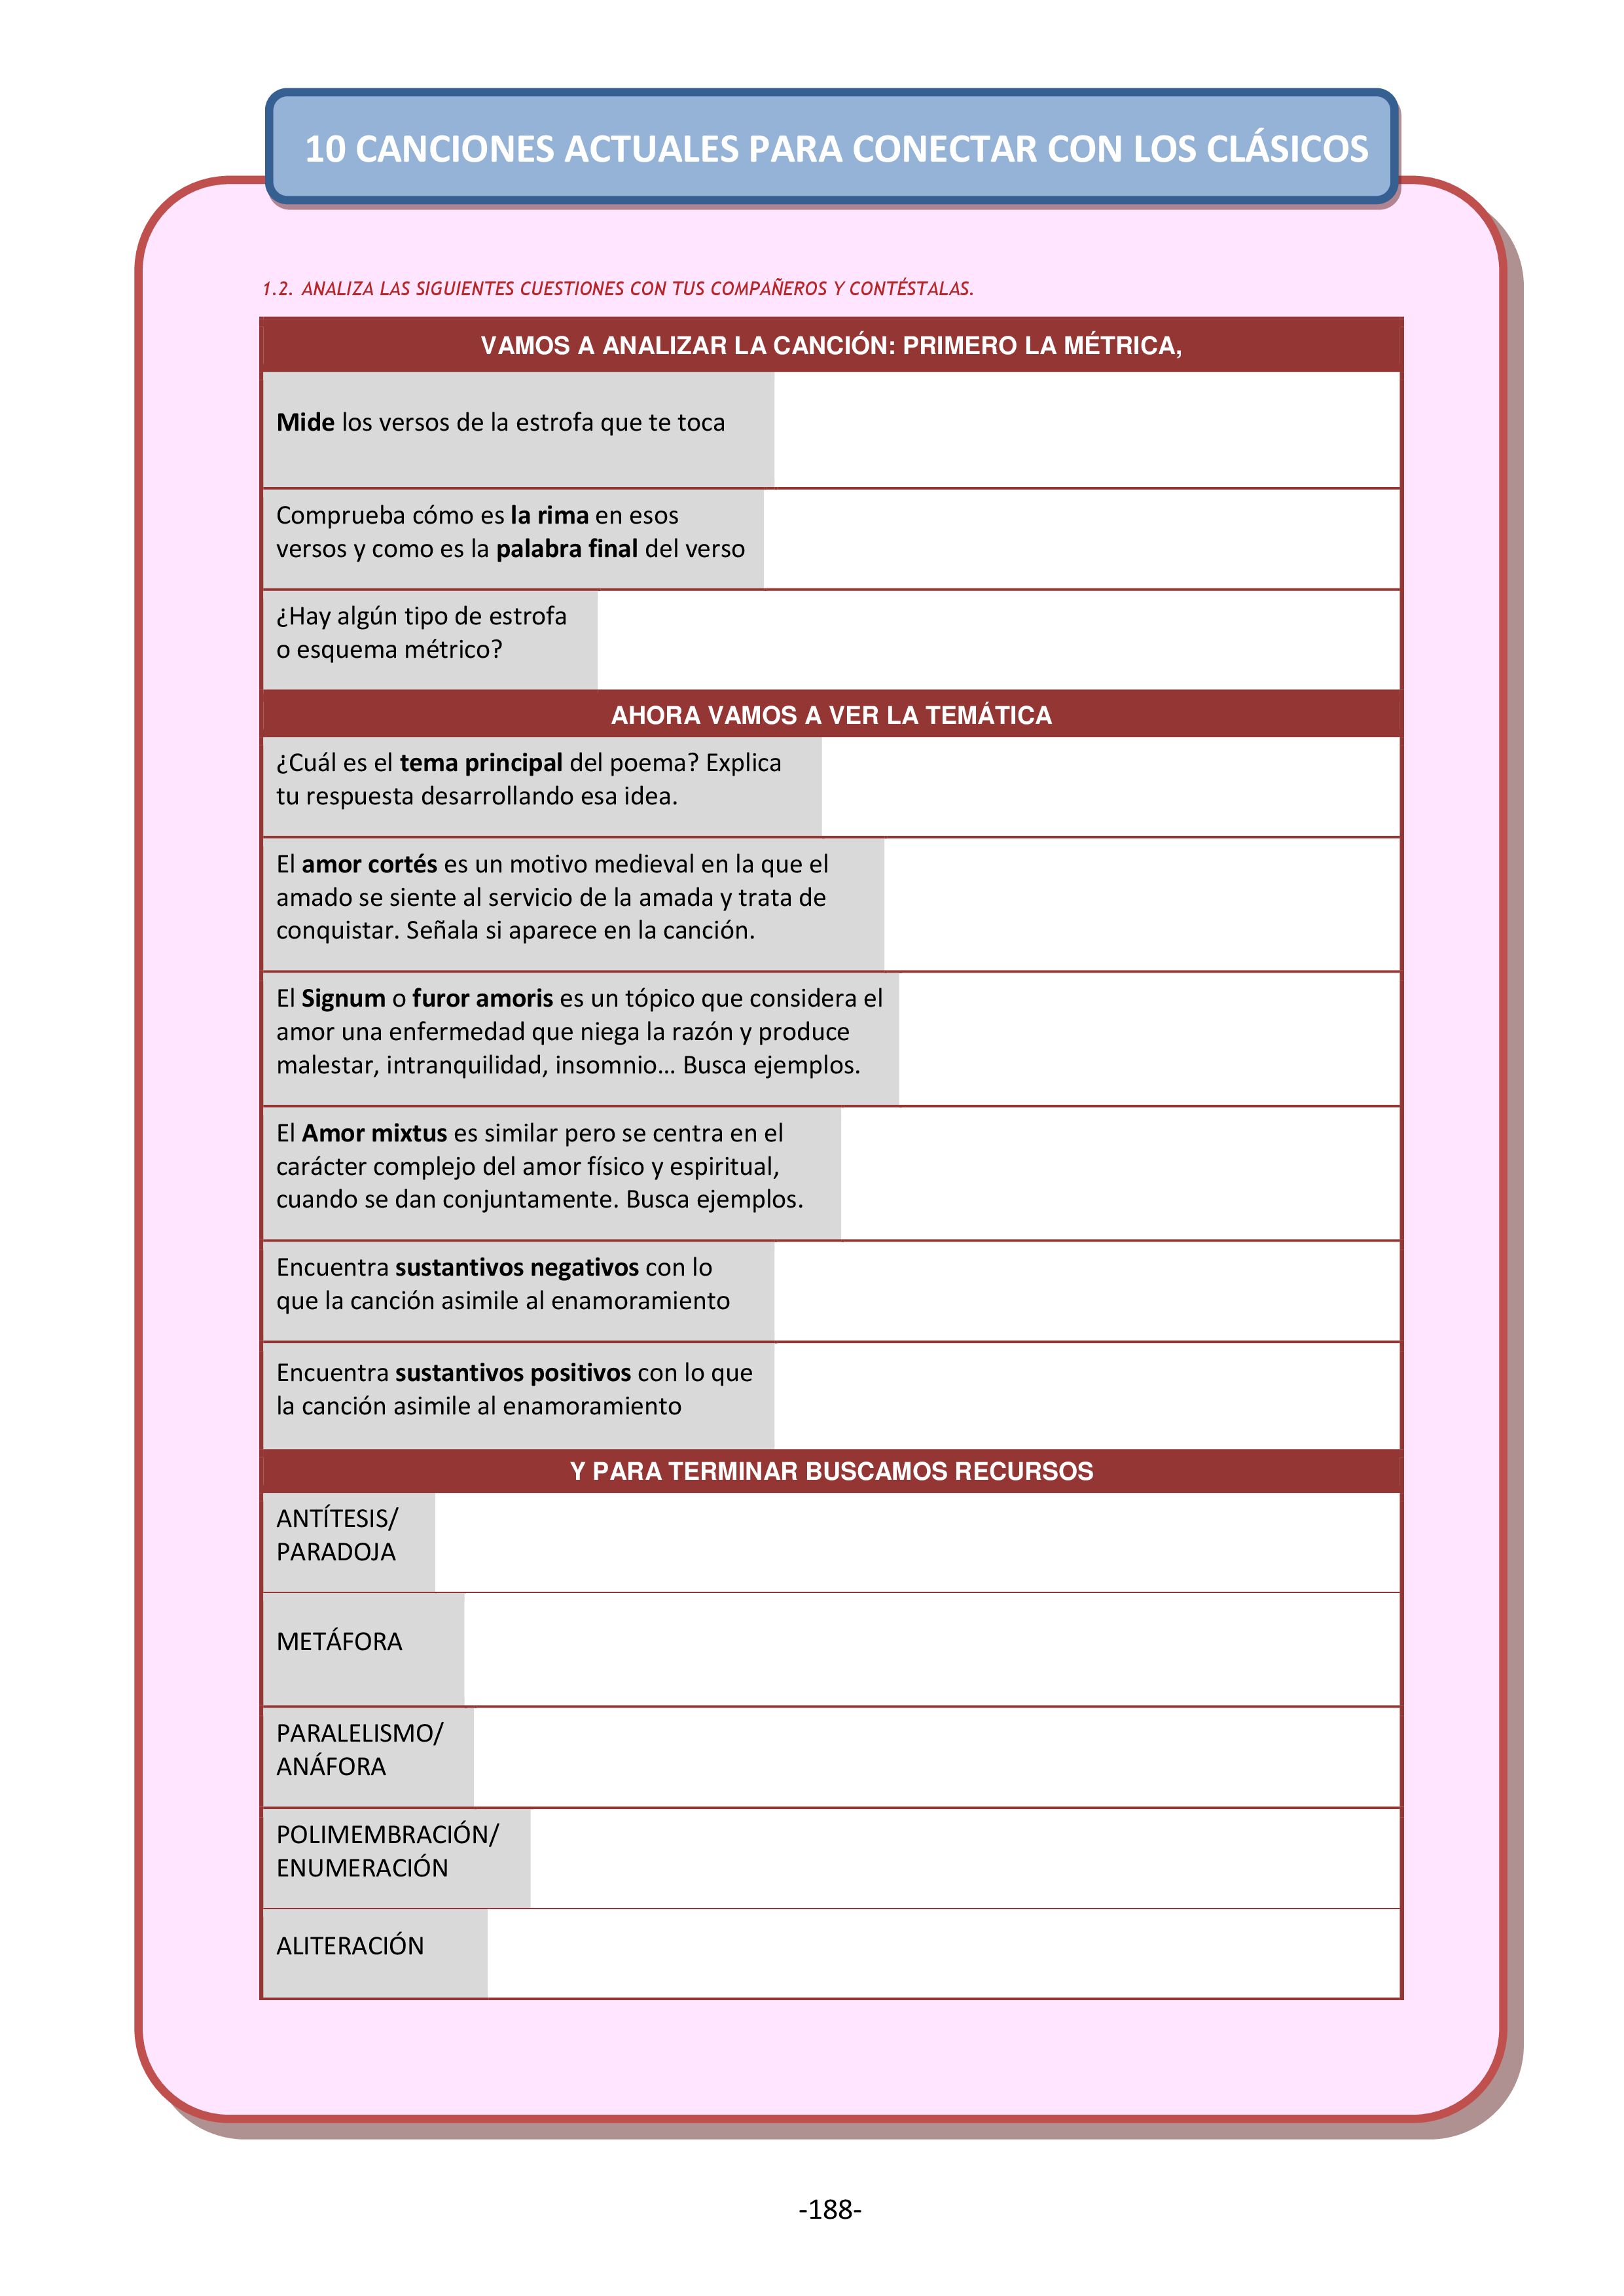 10 CANCIONES ACTUALES PARA CONECTAR CON LOS CLÁSICOS
1.2. ANALIZA LAS SIGUIENTES CUESTIONES CON TUS COMPAÑEROS Y CONTÉSTALAS.
VAMOS A ANALIZAR LA CANCIÓN: PRIMERO LA MÉTRICA,
Mide los versos de la estrofa que te toca
Comprueba cómo es la rima en esos
versos y como es la palabra final del verso
¿Hay algún tipo de estrofa
o esquema métrico?
AHORA VAMOS A VER LA TEMÁTICA
¿Cuál es el tema principal del poema? Explica
tu respuesta desarrollando esa idea.
El amor cortés es un motivo medieval en la que el
amado se siente al servicio de la amada y trata de
conquistar. Señala si aparece en la canción.
El Signum o furor amoris es un tópico que considera el
amor una enfermedad que niega la razón y produce
malestar, intranquilidad, insomnio... Busca ejemplos.
El Amor mixtus es similar pero se centra en el
carácter complejo del amor físico y espiritual,
cuando se dan conjuntamente. Busca ejemplos.
Encuentra sustantivos negativos con lo
que la canción asimile al enamoramiento
Encuentra sustantivos positivos con lo que
la canción asimile al enamoramiento
Y PARA TERMINAR BUSCAMOS RECURSOS
ANTÍTESIS/
PARADOJA
METÁFORA
PARALELISMO/
ANÁFORA
POLIMEMBRACIÓN/
ENUMERACIÓN
ALITERACIÓN
-188-